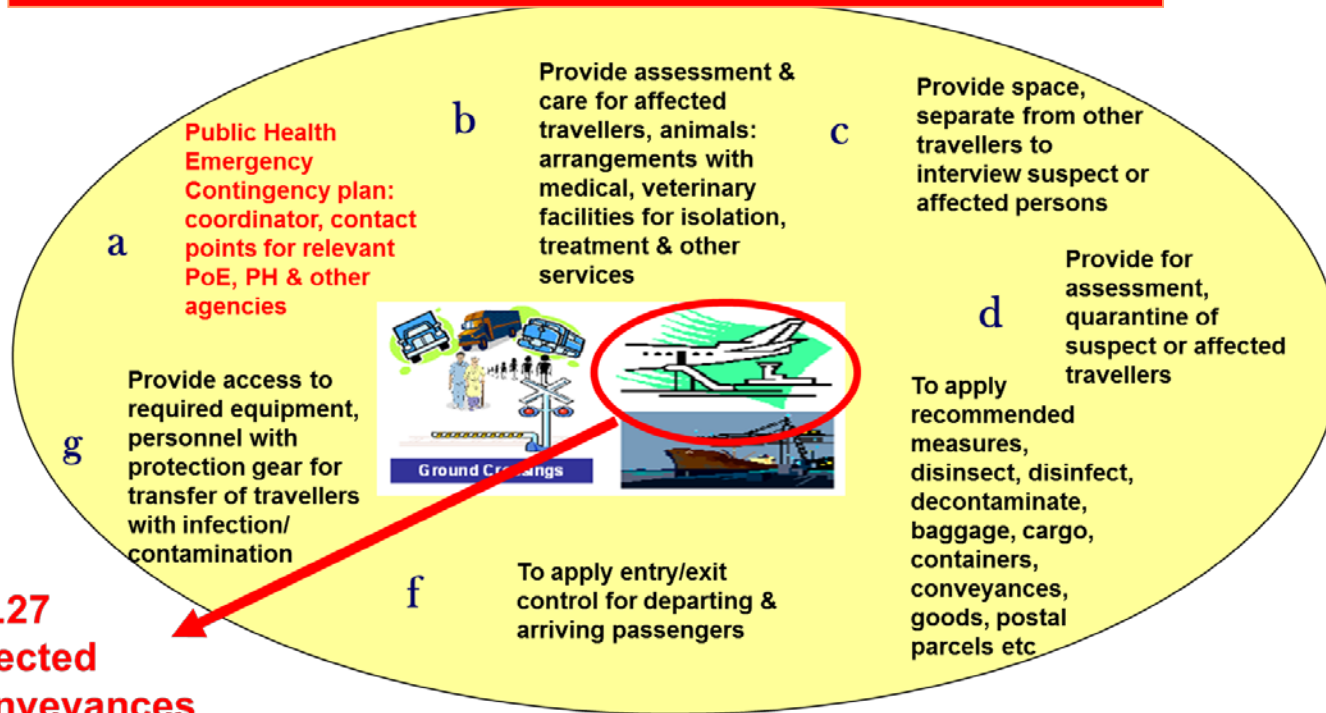 a
Public Health
Emergency
Contingency plan:
coordinator, contact
points for relevant
PoE, PH & other
agencies
b
Provide assessment &
care for affected
travellers, animals:
arrangements with
medical, veterinary
facilities for isolation,
treatment & other
services
c
Provide space,
separate from other
travellers to
interview suspect or
affected persons
d
Provide for
assessment,
quarantine of
suspect or affected
travellers
To apply
recommended
measures,
disinsect, disinfect,
decontaminate,
baggage, cargo,
containers,
conveyances,
goods, postal
parcels etc
f
To apply entry/exit
control for departing &
arriving passengers
g
Provide access to
required equipment,
personnel with
protection gear for
transfer of travellers
with infection/
contamination
Ground
.27
ected
nveyances